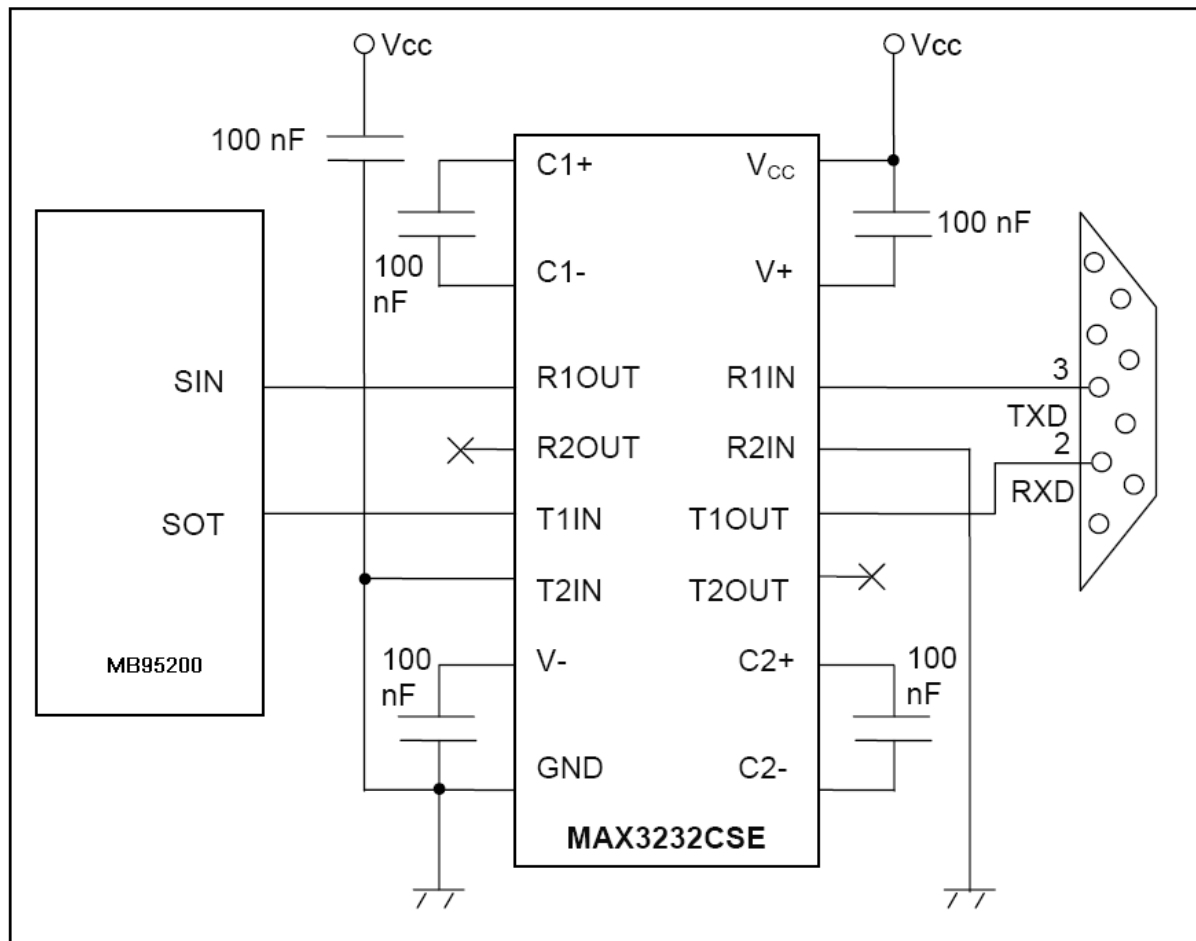 Vcc
Vcc
100 nF
C1+
VCC
100 nF
100
nF
C1-
V+
SIN
R1OUT
R1IN
3
TXD
R2OUT
R2IN
2
RXD
SOT
T1IN
T1OUT
T2IN
T2OUT
MB95200
100
nF
V-
C2+
100
nF
GND
C2-
MAX3232CSE